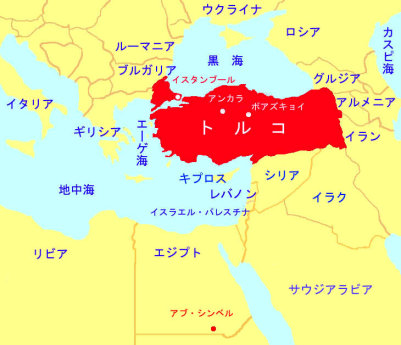 ウクライナ
ロシア
カスピ海
ルーマニア
黒 海
ブルガリア
イスタンブール
グルジア
イタリア
アンカラ
ボアズキョイ
アルメニア
ギリシア
エーゲ海
トルコ
イラン
地中海
キプロス
シリア
レバノン
イラク
イスラエル・パレスチナ
リビア
エジプト
サウジアラビア
アブ・シンベル